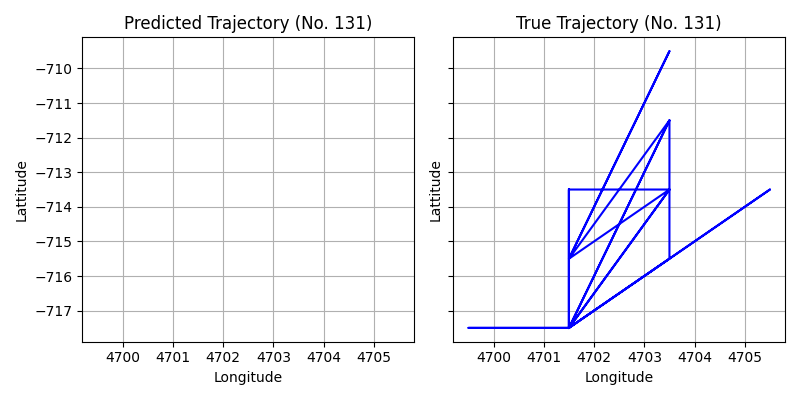 Predicted Trajectory (No. 131)
True Trajectory (No. 131)
Lattitude
−710
−711
−712
−713
−714
−715
−716
−717
4700 4701 4702 4703 4704 4705
Longitude
Lattitude
4700 4701 4702 4703 4704 4705
Longitude